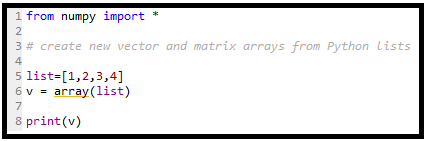 1 from numpy import *
2
3 # create new vector and matrix arrays from Python lists
4
5 list=[1,2,3,4]
6 v = array(list)
7
8 print(v)